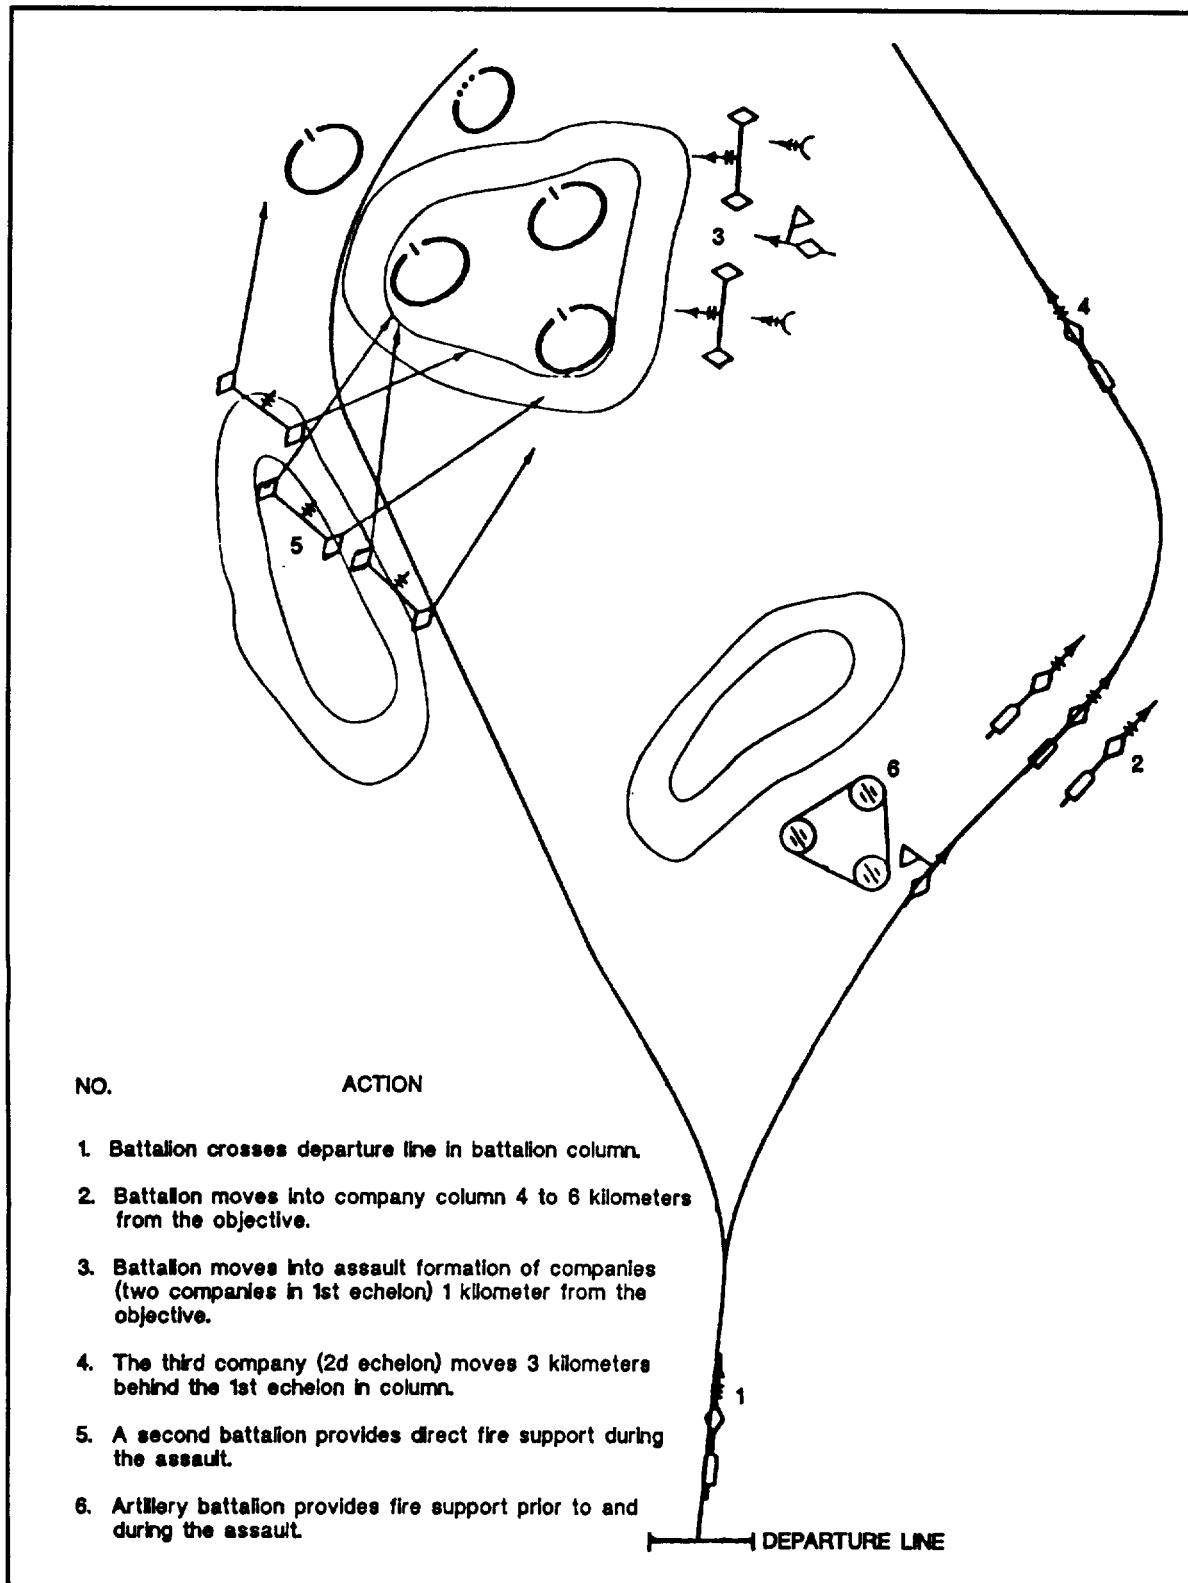 3
4
5
6
2
NO. ACTION
1. Battalion crosses departure line in battalion column.
2. Battalion moves into company column 4 to 6 kilometers
from the objective.
3. Battalion moves into assault formation of companies
(two companies in 1st echelon) 1 kilometer from the
objective.
4. The third company (2d echelon) moves 3 kilometers
behind the 1st echelon in column.
5. A second battalion provides direct fire support during
the assault.
6. Artillery battalion provides fire support prior to and
during the assault.
1
DEPARTURE LINE